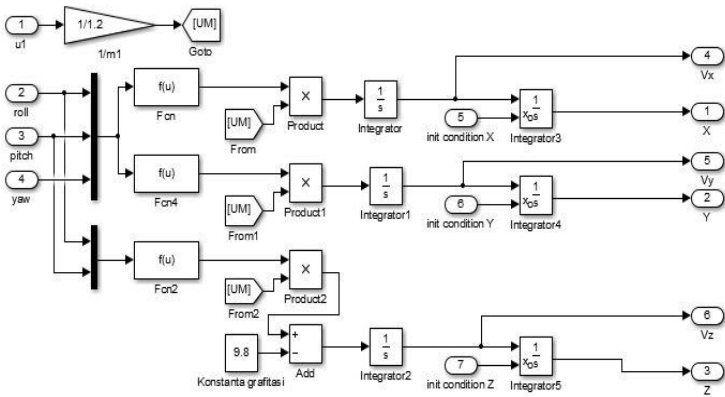 1
u1
1/1.2
1/m1
[UM]
Goto
2
roll
3
pitch
4
yaw
f(u)
Fcn
[UM]
From
X
Product
1
s
Integrator
5
init condition X
1
xo s
Integrator3
4
Vx
1
X
f(u)
Fcn4
[UM]
From1
X
Product1
1
s
Integrator1
6
init condition Y
1
xo s
Integrator4
5
Vy
2
Y
f(u)
Fcn2
[UM]
From2
X
Product2
9.8
Konstanta grafitasi
+
−
Add
1
s
Integrator2
7
init condition Z
1
xo s
Integrator5
6
Vz
3
Z